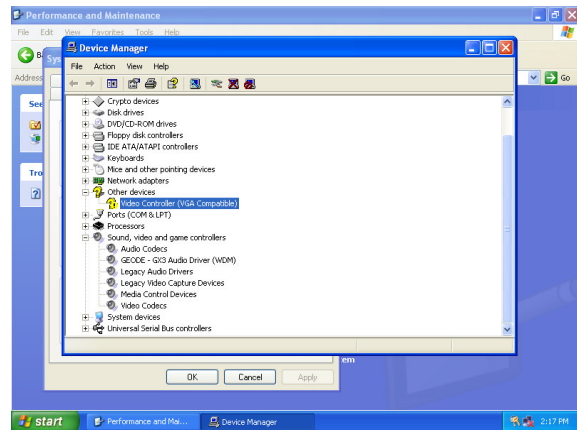 Performance and Maintenance
File Edit View Favorites Tools Help
Device Manager
File Action View Help
Address
Go
Crypto devices
Disk drives
DVD/CD-ROM drives
Floppy disk controllers
IDE ATA/ATAPI controllers
Keyboards
Mice and other pointing devices
Network adapters
Other devices
Video Controller (VGA Compatible)
Ports (COM & LPT)
Processors
Sound, video and game controllers
Audio Codecs
GEODE - GX3 Audio Driver (WDM)
Legacy Audio Drivers
Legacy Video Capture Devices
Media Control Devices
Video Codecs
System devices
Universal Serial Bus controllers
See
Tro
em
OK Cancel Apply
start Performance and Mai... Device Manager 2:17 PM